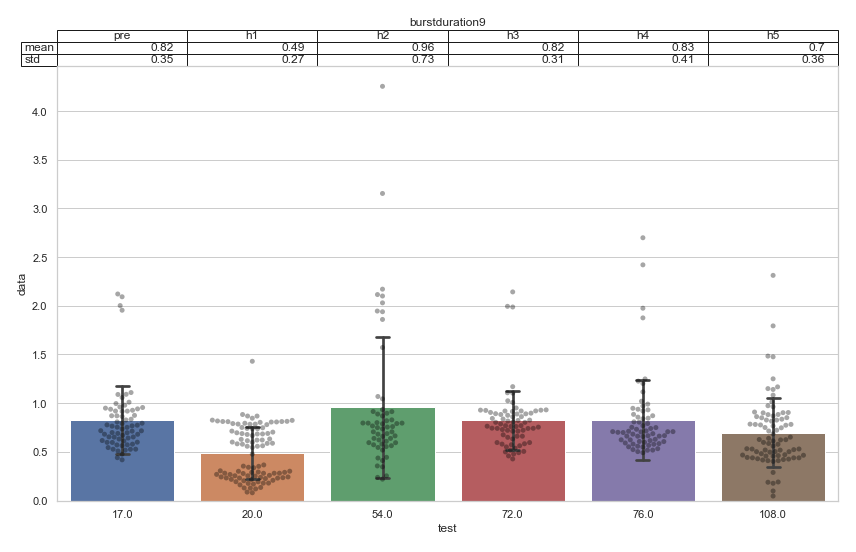 burstduration9
pre h1 h2 h3 h4 h5
mean 0.82 0.49 0.96 0.82 0.83 0.7
std 0.35 0.27 0.73 0.31 0.41 0.36
4.0
3.5
3.0
2.5
data
2.0
1.5
1.0
0.5
0.0
17.0 20.0 54.0 72.0 76.0 108.0
test